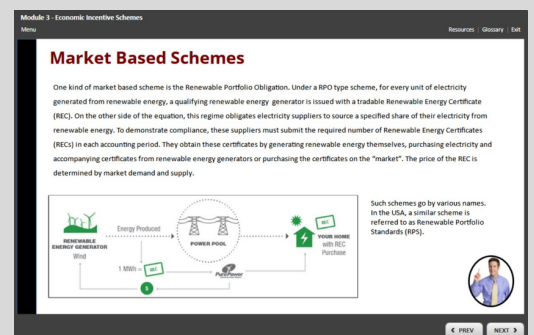 Module 3 - Economic Incentive Schemes
Menu
Resources | Glossary | Exit
Market Based Schemes
One kind of market based scheme is the Renewable Portfolio Obligation. Under a RPO type scheme, for every unit of electricity
generated from renewable energy, a qualifying renewable energy generator is issued with a tradable Renewable Energy Certificate
(REC). On the other side of the equation, this regime obligates electricity suppliers to source a specified share of their electricity from
renewable energy. To demonstrate compliance, these suppliers must submit the required number of Renewable Energy Certificates
(RECs) in each accounting period. They obtain these certificates by generating renewable energy themselves, purchasing electricity and
accompanying certificates from renewable energy generators or purchasing the certificates on the "market". The price of the REC is
determined by market demand and supply.
Energy Produced
RENEWABLE
ENERGY GENERATOR
Wind
POWER POOL
REC
YOUR HOME
with REC
Purchase
1 MWh =
REC
PurePower
$
Such schemes go by various names.
In the USA, a similar scheme is
referred to as Renewable Portfolio
Standards (RPS).
< PREV
NEXT >